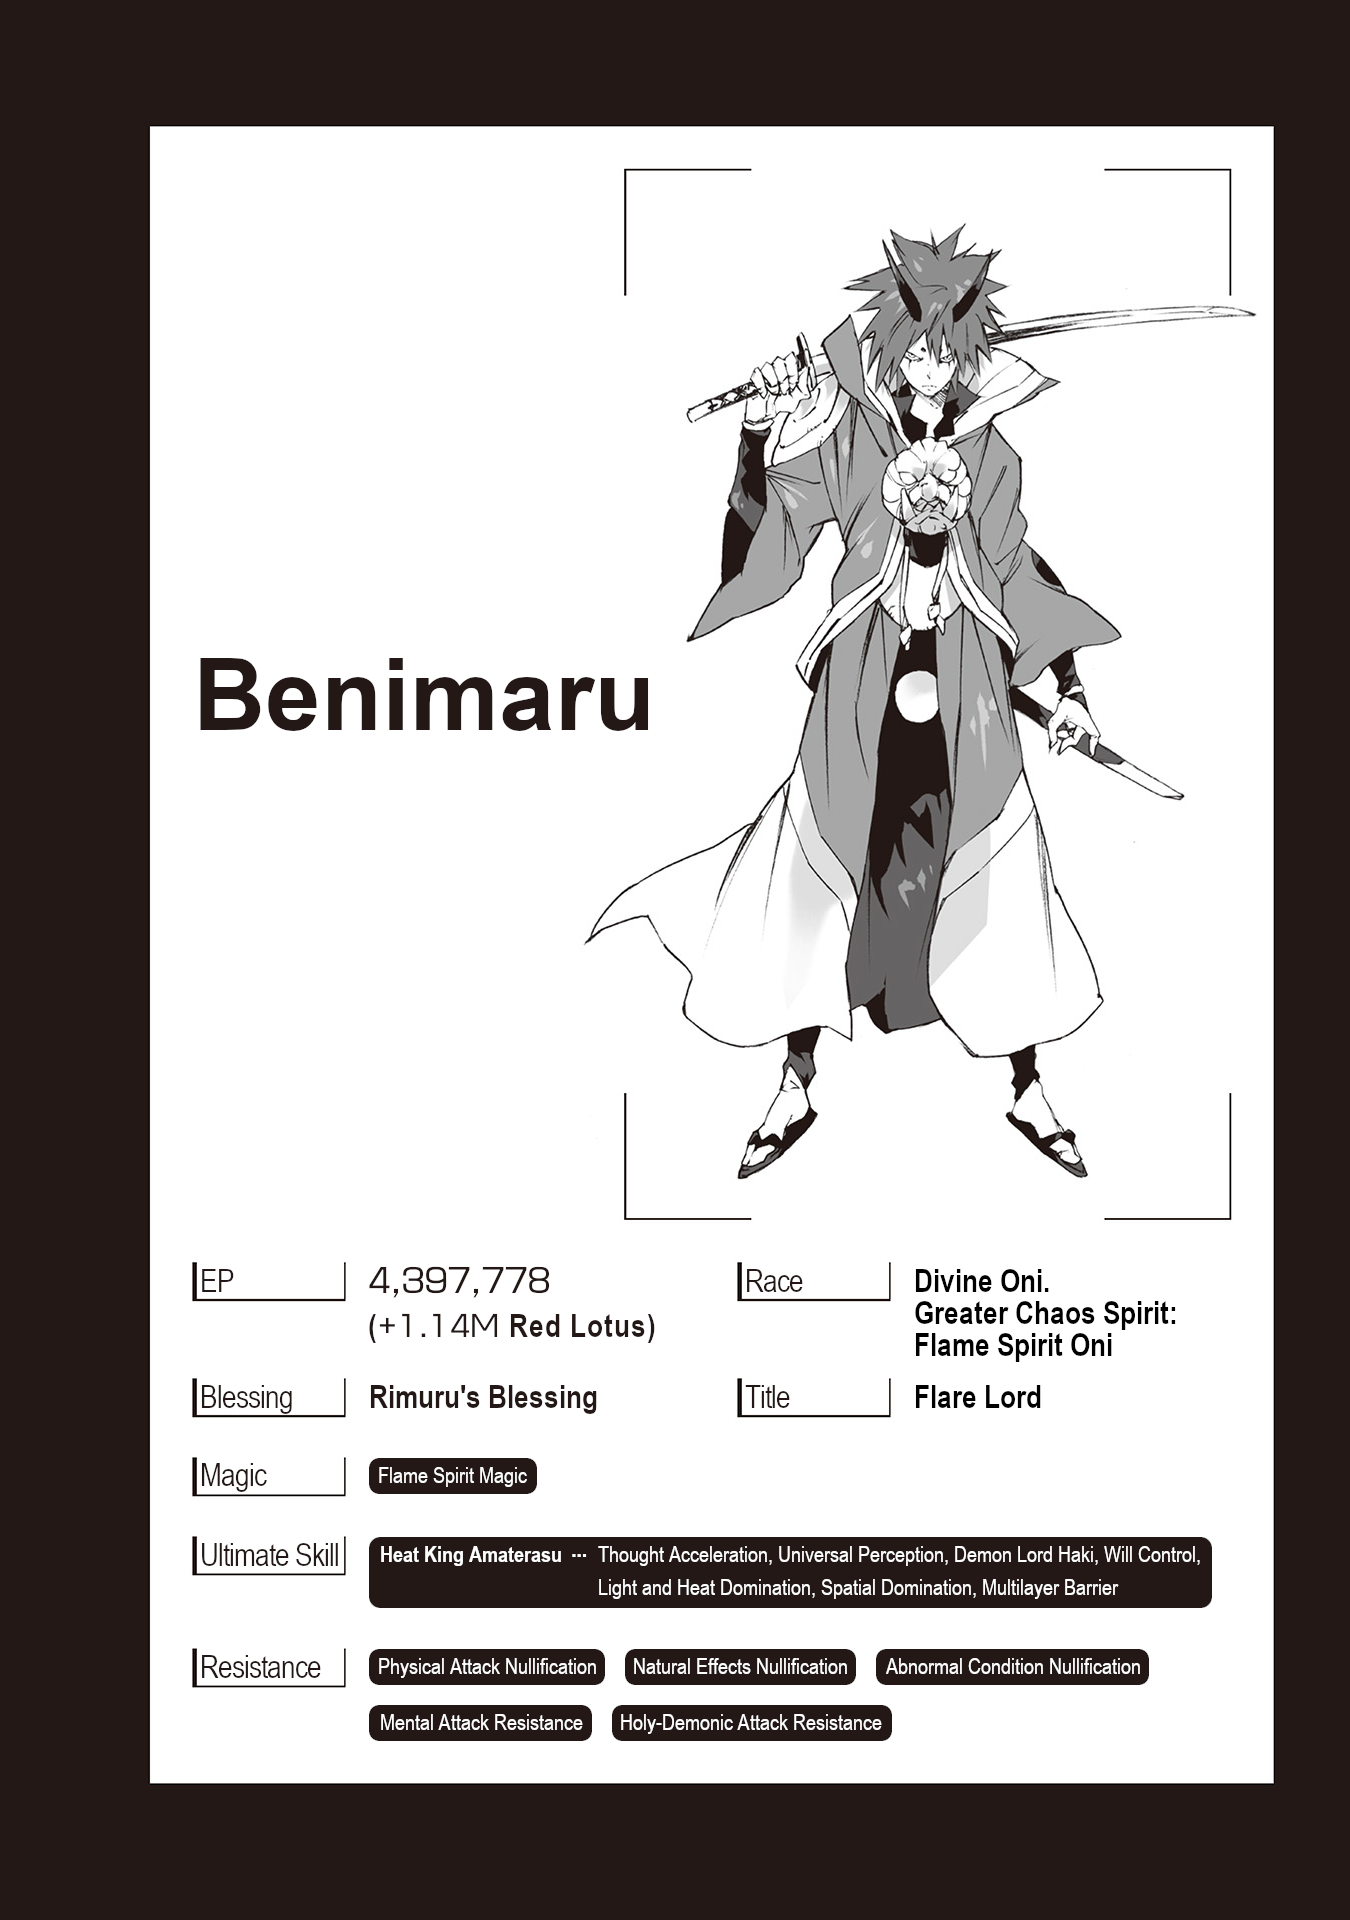 Benimaru
EP
4,397,778
(+1.14M Red Lotus)
Race
Divine Oni.
Greater Chaos Spirit:
Flame Spirit Oni
Blessing
Rimuru's Blessing
Title
Flare Lord
Magic
Flame Spirit Magic
Ultimate Skill
Heat King Amaterasu ··· Thought Acceleration, Universal Perception, Demon Lord Haki, Will Control,
Light and Heat Domination, Spatial Domination, Multilayer Barrier
Resistance
Physical Attack Nullification
Natural Effects Nullification
Abnormal Condition Nullification
Mental Attack Resistance
Holy-Demonic Attack Resistance